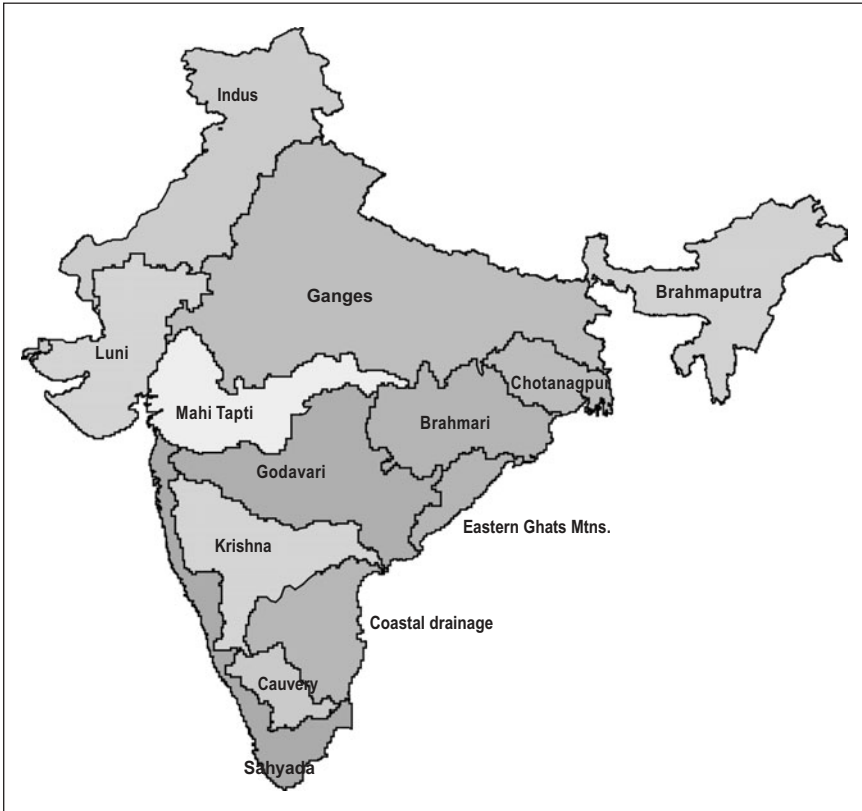 Indus
Ganges
Brahmaputra
Luni
Chotanagpur
Mahi Tapti
Brahmari
Godavari
Eastern Ghats Mtns.
Krishna
Coastal drainage
Cauvery
Sahyada